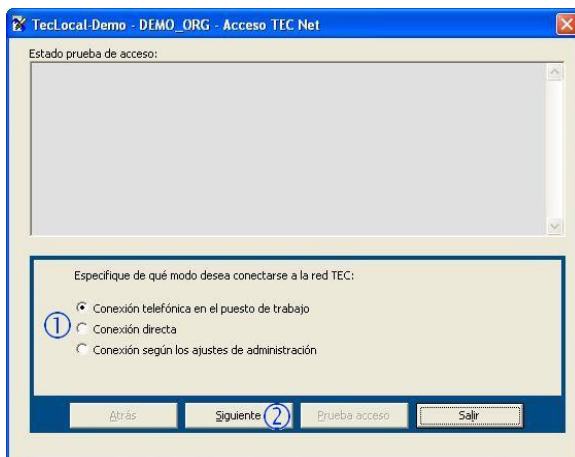 TecLocal-Demo - DEMO_ORG - Acceso TEC Net
Estado prueba de acceso:
Especifique de qué modo desea conectarse a la red TEC:
Conexión telefónica en el puesto de trabajo
1
Conexión directa
Conexión según los ajustes de administración
Atrás
Siguiente
2
Prueba acceso
Salir